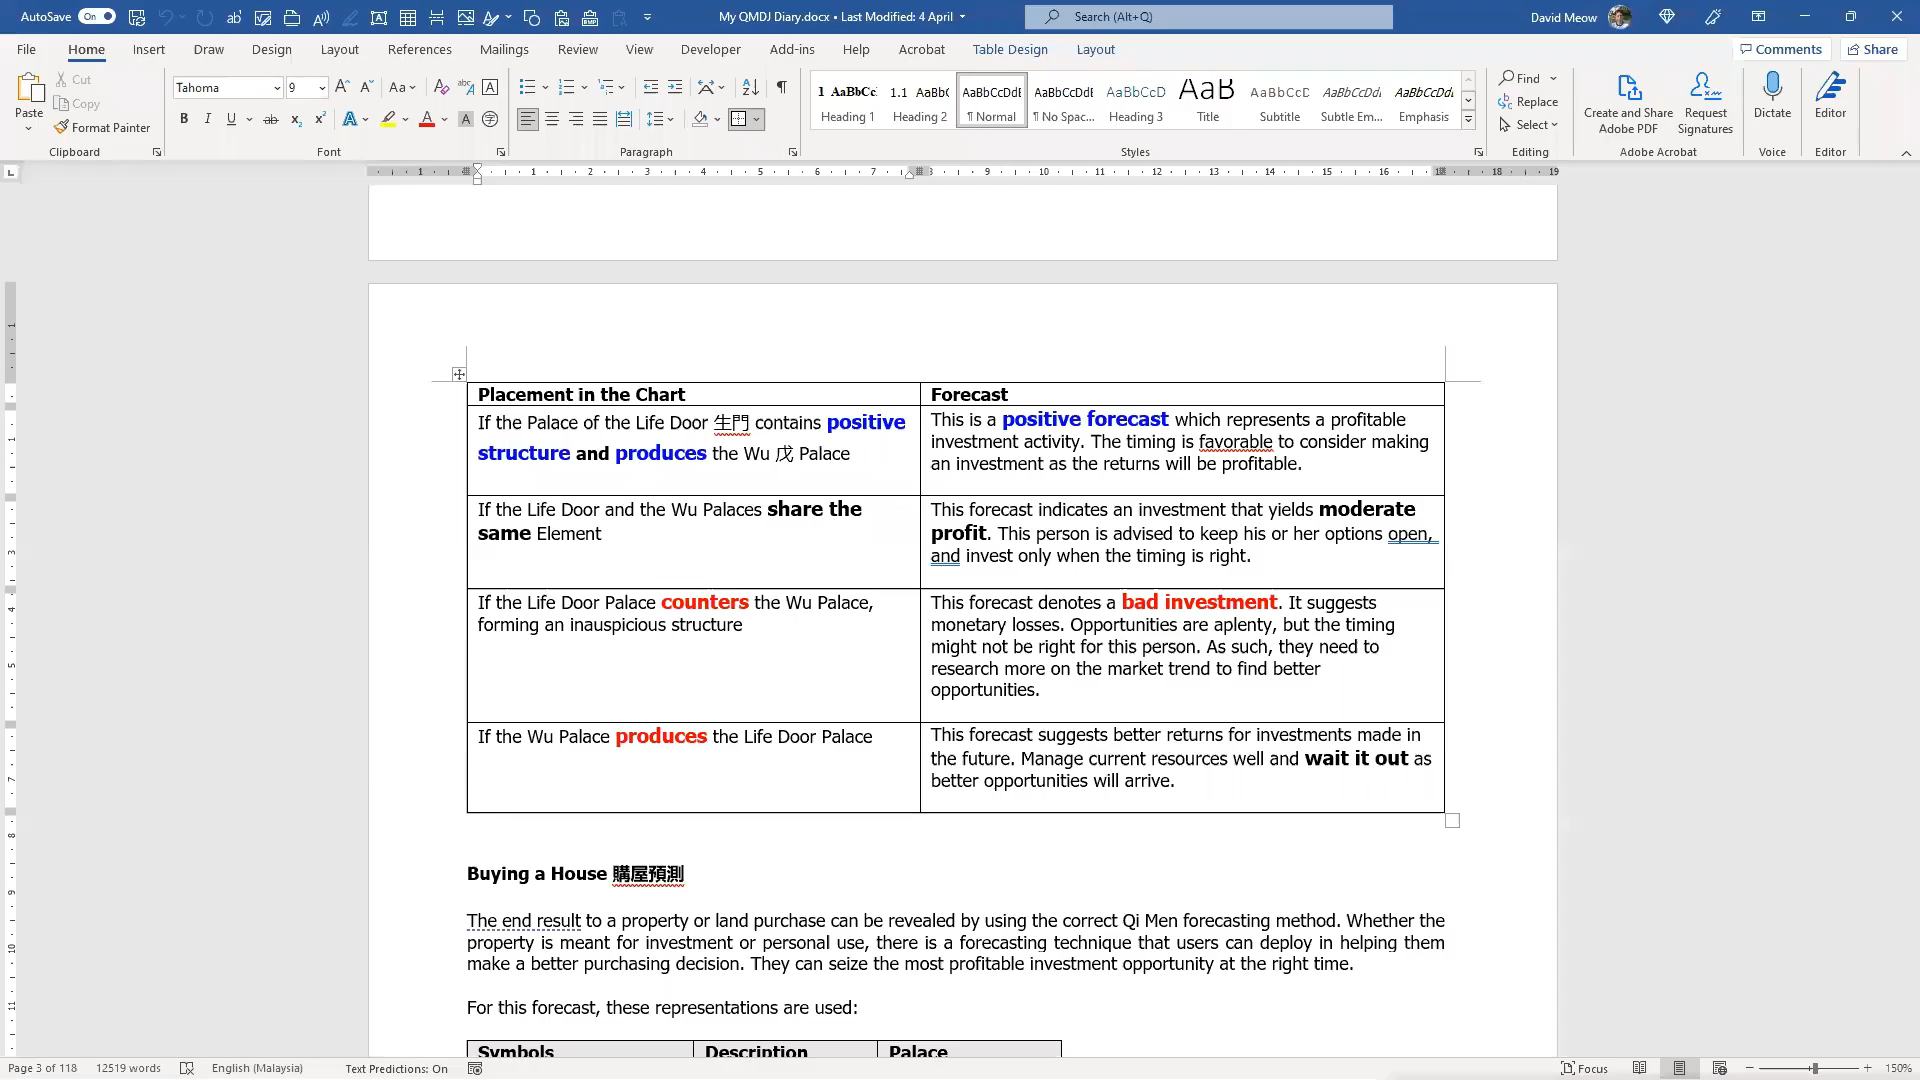 AutoSave On
My QMDJ Diary.docx • Last Modified: 4 April
Search (Alt+Q)
David Meow
File Home Insert Draw Design Layout References Mailings Review View Developer Add-ins Help Acrobat Table Design Layout
Comments Share
Paste
Cut
Copy
Format Painter
Tahoma 9
AaBbCc Heading 1
1.1 AaBbC Heading 2
AaBbCcDdE ¶ Normal
AaBbCcDdE ¶ No Spac...
AaBbCcD Heading 3
AaB Title
AaBbCcD Subtitle
AaBbCcDdE Subtle Em...
AaBbCcDdE Emphasis
Find
Replace
Select
Create and Share Adobe PDF
Request Signatures
Dictate
Editor
Clipboard Font Paragraph Styles Editing Adobe Acrobat Voice Editor
Placement in the Chart
Forecast
If the Palace of the Life Door 生門 contains positive
structure and produces the Wu 戊 Palace
This is a positive forecast which represents a profitable
investment activity. The timing is favorable to consider making
an investment as the returns will be profitable.
If the Life Door and the Wu Palaces share the
same Element
This forecast indicates an investment that yields moderate
profit. This person is advised to keep his or her options open,
and invest only when the timing is right.
If the Life Door Palace counters the Wu Palace,
forming an inauspicious structure
This forecast denotes a bad investment. It suggests
monetary losses. Opportunities are aplenty, but the timing
might not be right for this person. As such, they need to
research more on the market trend to find better
opportunities.
If the Wu Palace produces the Life Door Palace
This forecast suggests better returns for investments made in
the future. Manage current resources well and wait it out as
better opportunities will arrive.
Buying a House 購屋預測
The end result to a property or land purchase can be revealed by using the correct Qi Men forecasting method. Whether the
property is meant for investment or personal use, there is a forecasting technique that users can deploy in helping them
make a better purchasing decision. They can seize the most profitable investment opportunity at the right time.
For this forecast, these representations are used:
Symbols Description Palace
Page 3 of 118 12519 words English (Malaysia) Text Predictions: On
Focus 150%